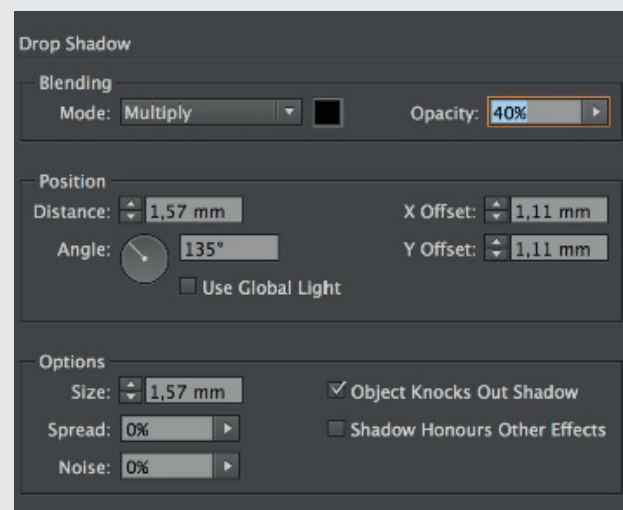 Drop Shadow
Blending
Mode: Multiply Opacity: 40%
Position
Distance: 1,57 mm X Offset: 1,11 mm
Angle: 135° Y Offset: 1,11 mm
Use Global Light
Options
Size: 1,57 mm Object Knocks Out Shadow
Spread: 0% Shadow Honours Other Effects
Noise: 0%